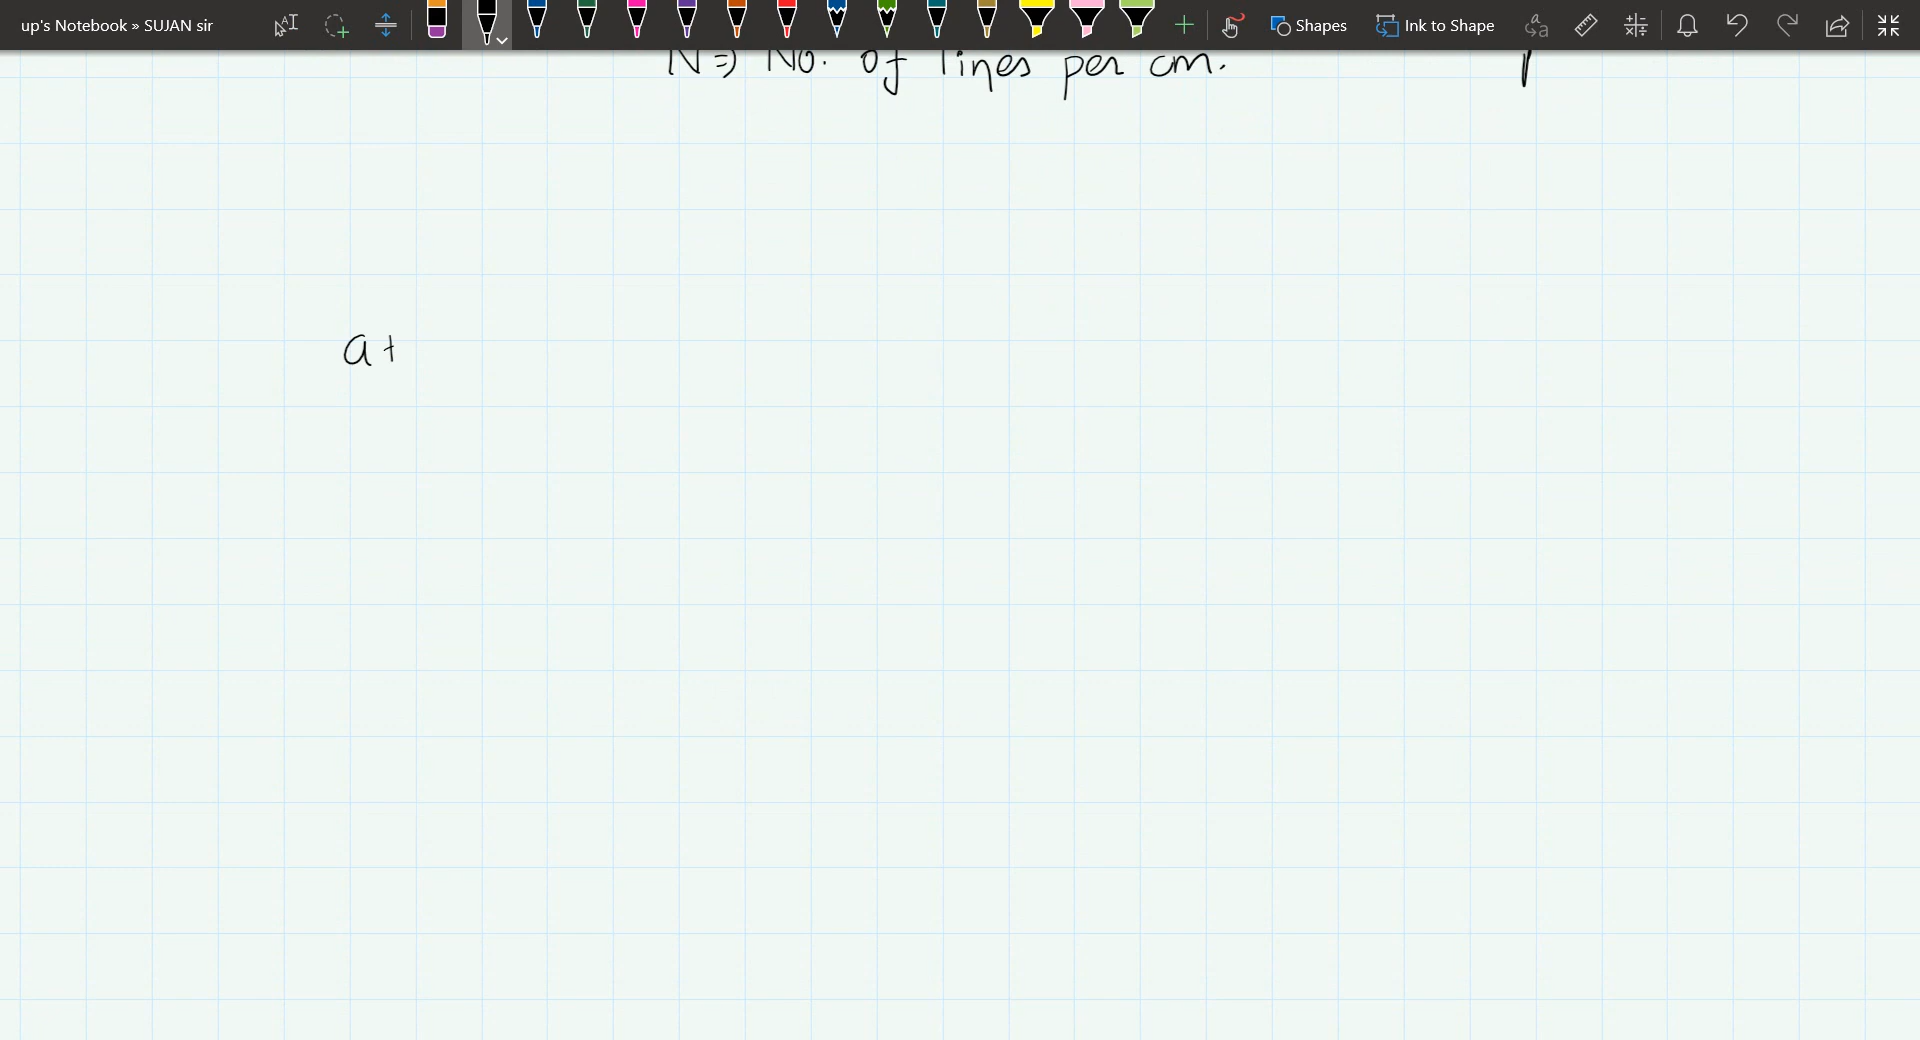 up's Notebook » SUJAN sir
Shapes
Ink to Shape
N => No. of lines per cm.
a +